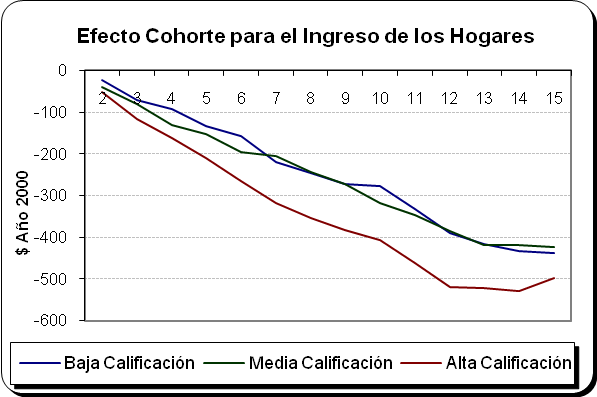 Efecto Cohorte para el Ingreso de los Hogares
0
2 3 4 5 6 7 8 9 10 11 12 13 14 15
-100
-200
-300
-400
-500
-600
$ Año 2000
Baja Calificación Media Calificación Alta Calificación